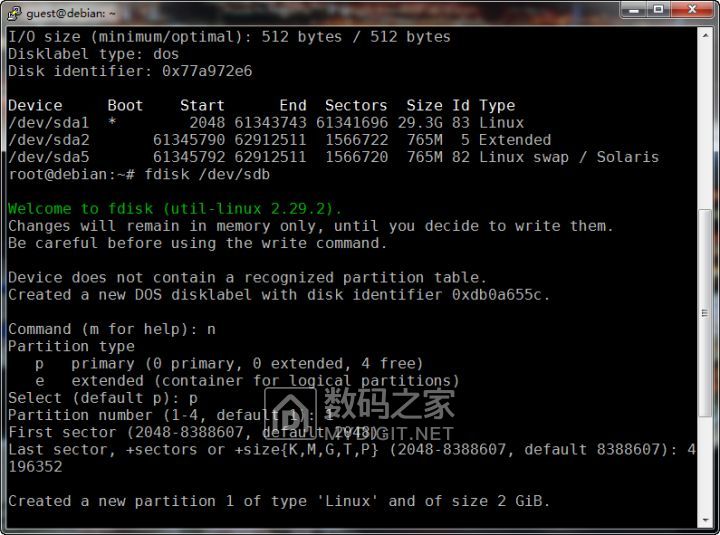 guest@debian: ~
I/O size (minimum/optimal): 512 bytes / 512 bytes
Disklabel type: dos
Disk identifier: 0x77a972e6
Device     Boot    Start      End  Sectors  Size Id Type
/dev/sda1  *        2048 61343743 61341696 29.3G 83 Linux
/dev/sda2       61345790 62912511  1566722  765M  5 Extended
/dev/sda5       61345792 62912511  1566720  765M 82 Linux swap / Solaris
root@debian:~# fdisk /dev/sdb
Welcome to fdisk (util-linux 2.29.2).
Changes will remain in memory only, until you decide to write them.
Be careful before using the write command.
Device does not contain a recognized partition table.
Created a new DOS disklabel with disk identifier 0xdb0a655c.
Command (m for help): n
Partition type
   p   primary (0 primary, 0 extended, 4 free)
   e   extended (container for logical partitions)
Select (default p): p
Partition number (1-4, default 1): 1
First sector (2048-8388607, default 2048):
Last sector, +sectors or +size{K,M,G,T,P} (2048-8388607, default 8388607): 4
196352
Created a new partition 1 of type 'Linux' and of size 2 GiB.
数码之家
MYDIGIT.NET